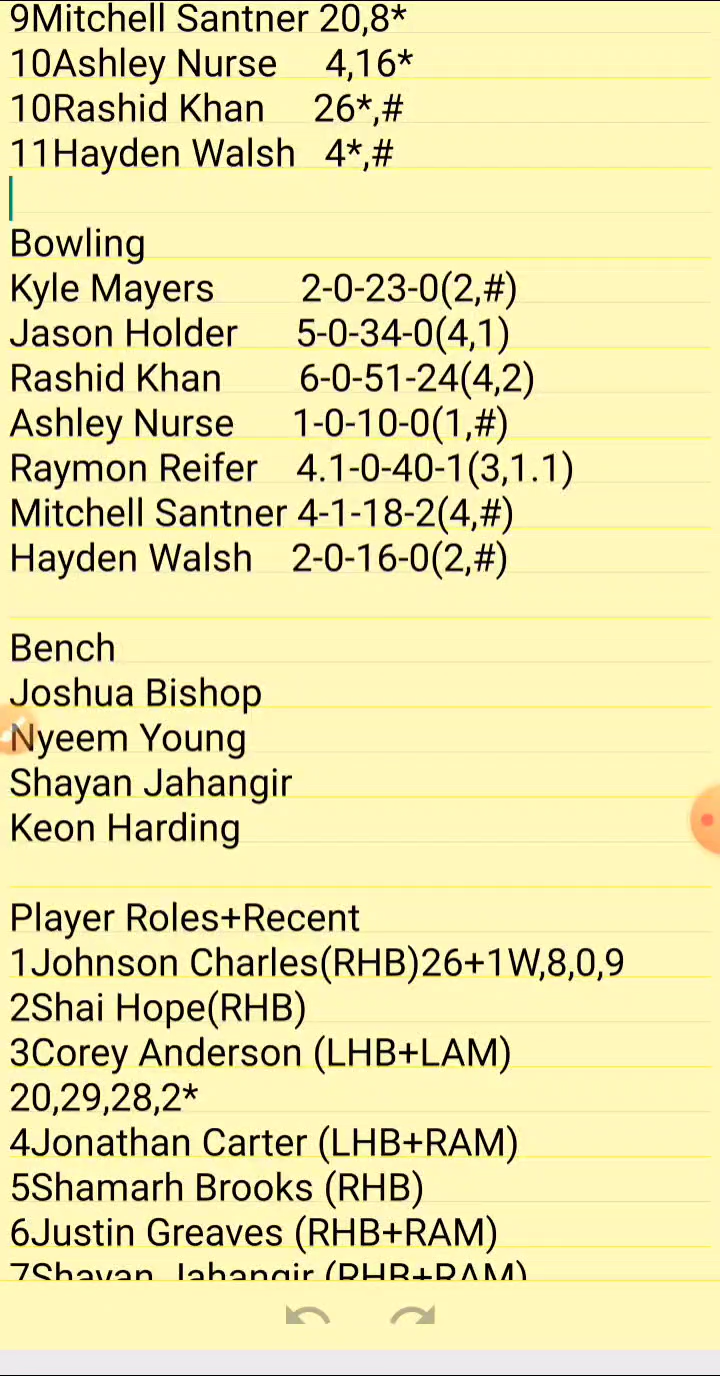 9Mitchell Santner 20,8*
10Ashley Nurse 4,16*
10Rashid Khan 26*,#
11Hayden Walsh 4*,#
Bowling
Kyle Mayers 2-0-23-0(2,#)
Jason Holder 5-0-34-0(4,1)
Rashid Khan 6-0-51-24(4,2)
Ashley Nurse 1-0-10-0(1,#)
Raymon Reifer 4.1-0-40-1(3,1.1)
Mitchell Santner 4-1-18-2(4,#)
Hayden Walsh 2-0-16-0(2,#)
Bench
Joshua Bishop
Nyeem Young
Shayan Jahangir
Keon Harding
Player Roles+Recent
1Johnson Charles(RHB)26+1W,8,0,9
2Shai Hope(RHB)
3Corey Anderson (LHB+LAM)
20,29,28,2*
4Jonathan Carter (LHB+RAM)
5Shamarh Brooks (RHB)
6Justin Greaves (RHB+RAM)
7Shayan Jahangir (RHB+RAM)